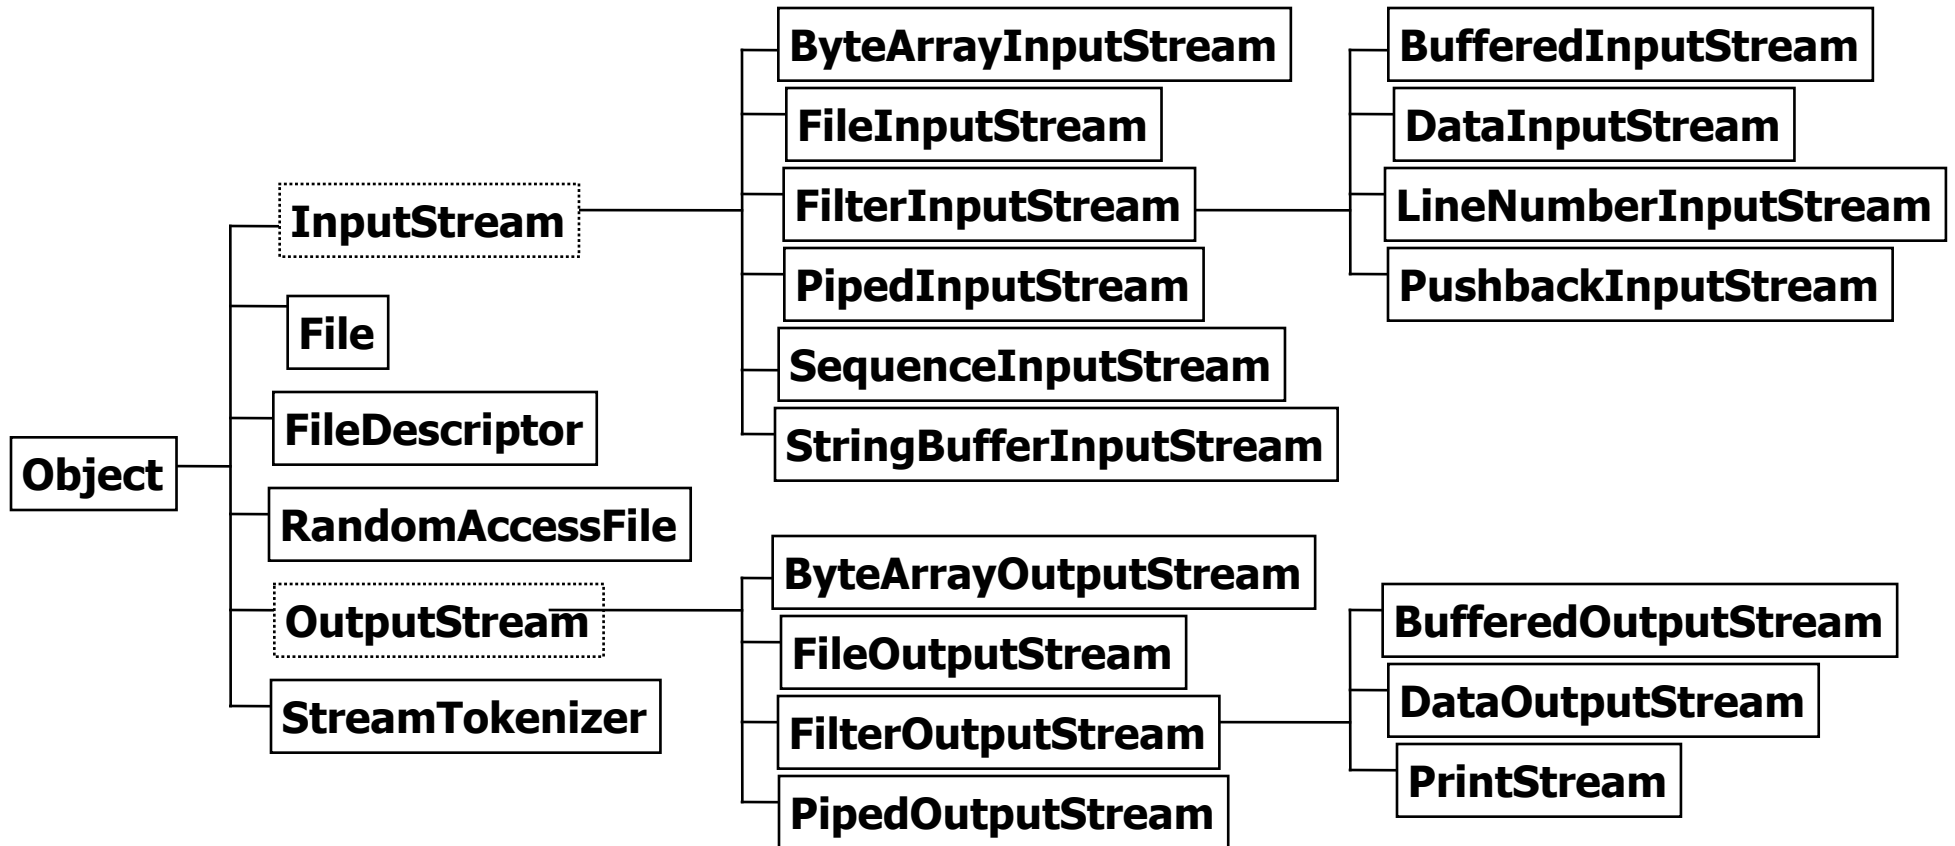 Object
InputStream
File
FileDescriptor
RandomAccessFile
OutputStream
StreamTokenizer
ByteArrayInputStream
FileInputStream
FilterInputStream
PipedInputStream
SequenceInputStream
StringBufferInputStream
ByteArrayOutputStream
FileOutputStream
FilterOutputStream
PipedOutputStream
BufferedInputStream
DataInputStream
LineNumberInputStream
PushbackInputStream
BufferedOutputStream
DataOutputStream
PrintStream